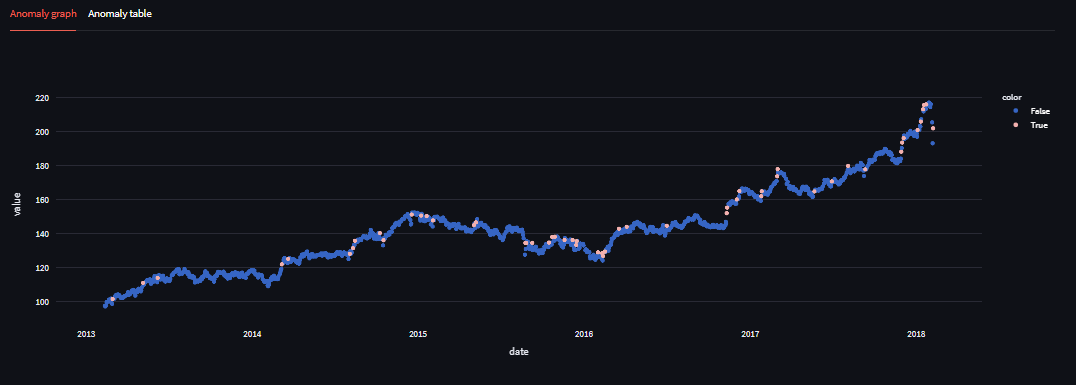 Anomaly graph Anomaly table
color
False
True
220
200
180
160
140
120
100
value
2013 2014 2015 2016 2017 2018
date